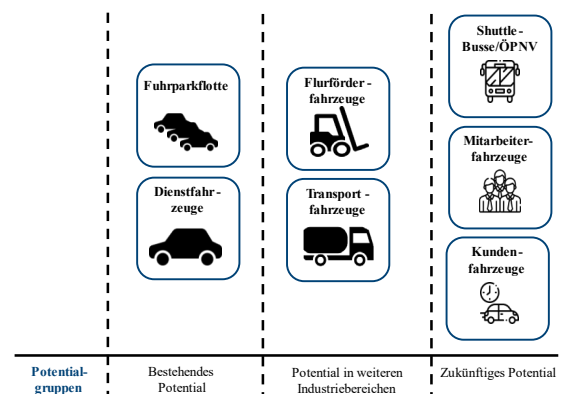 Fuhrparkflotte
Dienstfahr-
zeuge
Flurförder-
fahrzeuge
Transport-
fahrzeuge
Shuttle-
Busse/ÖPNV
Mitarbeiter-
fahrzeuge
Kunden-
fahrzeuge
Potential-
gruppen
Bestehendes
Potential
Potential in weiteren
Industriebereichen
Zukünftiges Potential